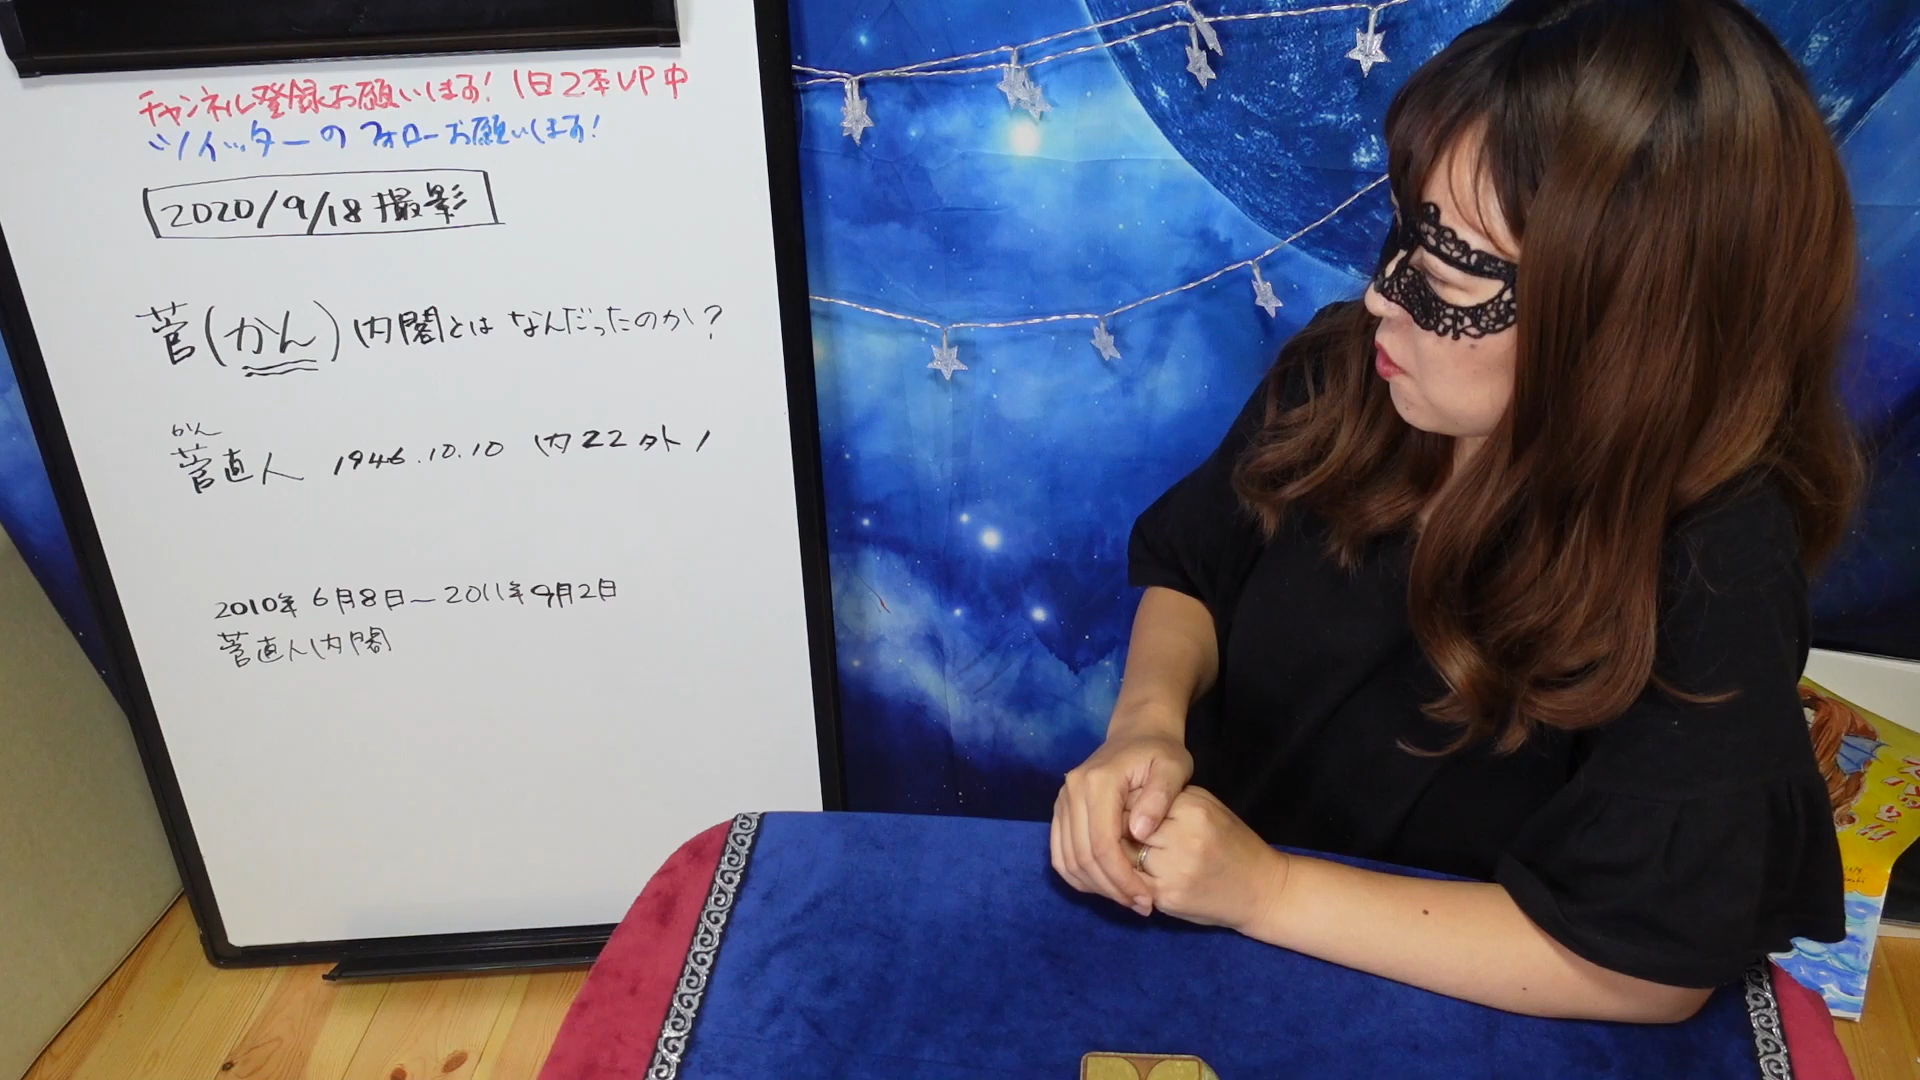 チャンネル登録お願いします！1日2本UP中
ツイッターのフォローお願いします！
2020/9/18撮影
菅(かん)内閣とはなんだったのか？
かん
菅直人 1946.10.10 内22外1
2010年6月8日～2011年9月2日
菅直人内閣